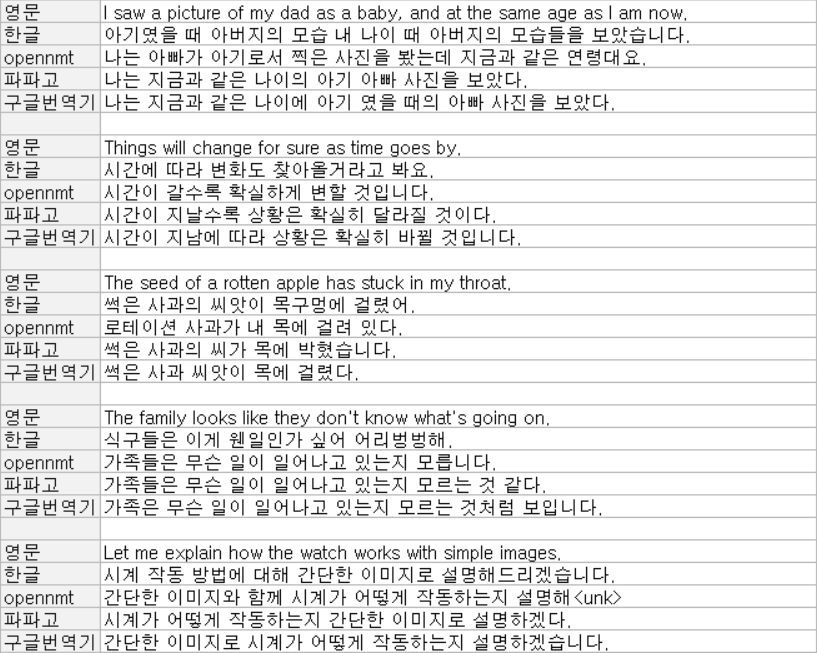 영문 I saw a picture of my dad as a baby, and at the same age as I am now.
한글 아기였을 때 아버지의 모습 내 나이 때 아버지의 모습들을 보았습니다.
opennmt 나는 아빠가 아기로서 찍은 사진을 봤는데 지금과 같은 연령대요.
파파고 나는 지금과 같은 나이의 아기 아빠 사진을 보았다.
구글번역기 나는 지금과 같은 나이에 아기 였을 때의 아빠 사진을 보았다.
영문 Things will change for sure as time goes by.
한글 시간에 따라 변화도 찾아올거라고 봐요.
opennmt 시간이 갈수록 확실하게 변할 것입니다.
파파고 시간이 지날수록 상황은 확실히 달라질 것이다.
구글번역기 시간이 지남에 따라 상황은 확실히 바뀔 것입니다.
영문 The seed of a rotten apple has stuck in my throat.
한글 썩은 사과의 씨앗이 목구멍에 걸렸어.
opennmt 로테이션 사과가 내 목에 걸려 있다.
파파고 썩은 사과의 씨가 목에 박혔습니다.
구글번역기 썩은 사과 씨앗이 목에 걸렸다.
영문 The family looks like they don't know what's going on.
한글 식구들은 이게 웬일인가 싶어 어리벙벙해.
opennmt 가족들은 무슨 일이 일어나고 있는지 모릅니다.
파파고 가족들은 무슨 일이 일어나고 있는지 모르는 것 같다.
구글번역기 가족은 무슨 일이 일어나고 있는지 모르는 것처럼 보입니다.
영문 Let me explain how the watch works with simple images.
한글 시계 작동 방법에 대해 간단한 이미지로 설명해드리겠습니다.
opennmt 간단한 이미지와 함께 시계가 어떻게 작동하는지 설명해<unk>
파파고 시계가 어떻게 작동하는지 간단한 이미지로 설명하겠다.
구글번역기 간단한 이미지로 시계가 어떻게 작동하는지 설명하겠습니다.